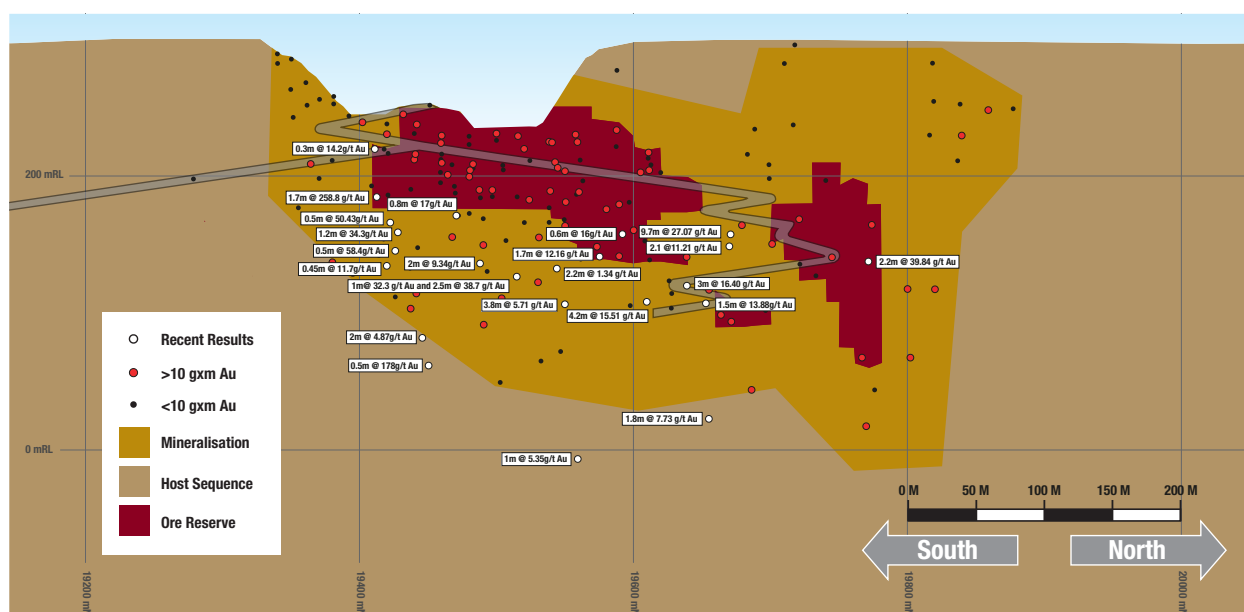 0.3m @ 14.2g/t Au
200 mRL
1.7m @ 258.8 g/t Au
0.8m @ 17g/t Au
0.5m @ 50.43g/t Au
1.2m @ 34.3g/t Au
0.6m @ 16g/t Au
9.7m @ 27.07 g/t Au
0.5m @ 58.4g/t Au
1.7m @ 12.16 g/t Au
2.1 @11.21 g/t Au
0.45m @ 11.7g/t Au
2m @ 9.34g/t Au
2.2m @ 1.34 g/t Au
2.2m @ 39.84 g/t Au
1m @ 32.3 g/t Au and 2.5m @ 38.7 g/t Au
3m @ 16.40 g/t Au
3.8m @ 5.71 g/t Au
4.2m @ 15.51 g/t Au
1.5m @ 13.88g/t Au
2m @ 4.87g/t Au
0.5m @ 178g/t Au
1.8m @ 7.73 g/t Au
0 mRL
1m @ 5.35g/t Au
Recent Results
>10 gxm Au
<10 gxm Au
Mineralisation
Host Sequence
Ore Reserve
0 M 50 M 100 M 150 M 200 M
South North
19200 m
19400 m
19600 m
19800 m
20000 m